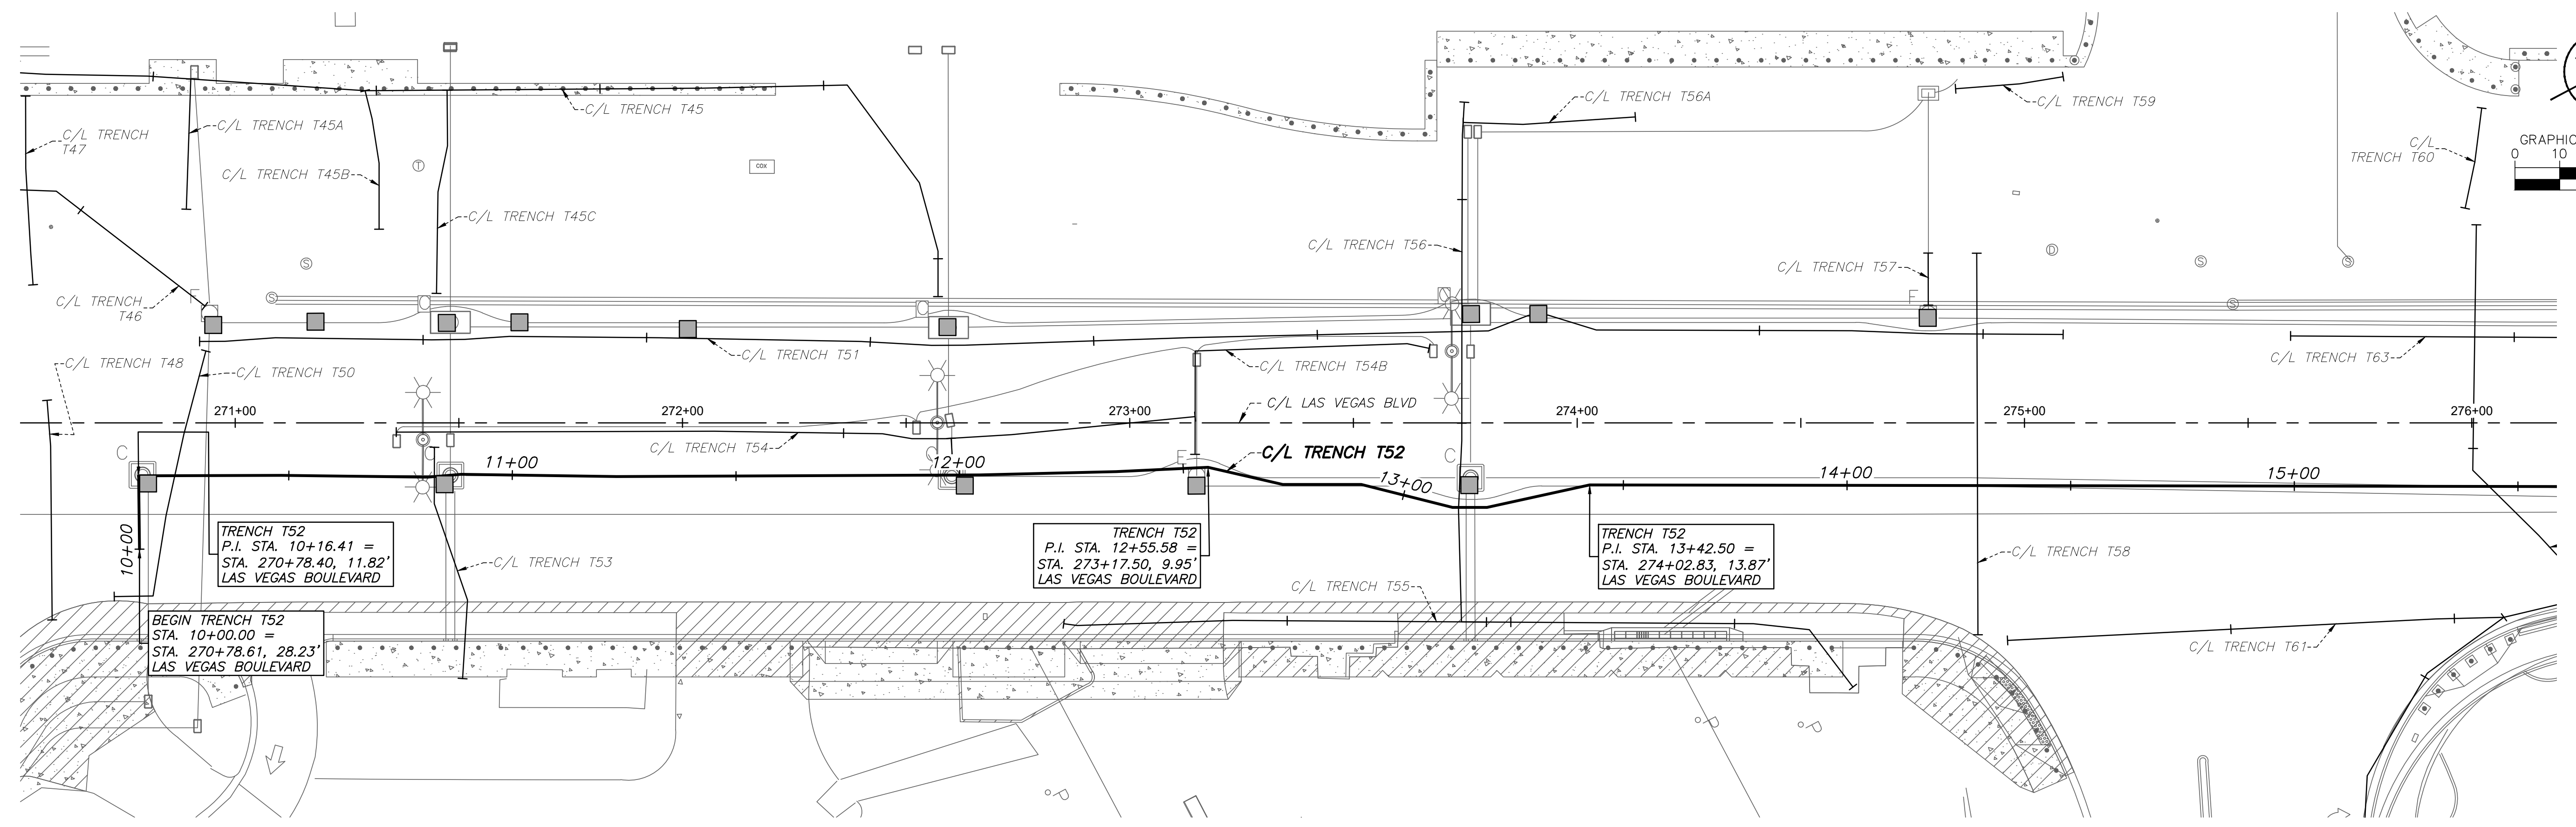 C/L TRENCH T45
C/L TRENCH T56A
C/L TRENCH T59
C/L TRENCH
T47
C/L TRENCH T45A
C/L
TRENCH T60
GRAPHIC
0 10
COX
T
C/L TRENCH T45B
C/L TRENCH T45C
C/L TRENCH T56
C/L TRENCH T57
D
S
S
S
S
S
C/L TRENCH
T46
F
F
C/L TRENCH T48
C/L TRENCH T50
C/L TRENCH T51
C/L TRENCH T54B
C/L TRENCH T63
271+00
272+00
273+00
274+00
275+00
276+00
C/L LAS VEGAS BLVD
C/L TRENCH T54
C/L TRENCH T52
C
C
C
F
C
11+00
12+00
13+00
14+00
15+00
10+00
TRENCH T52
P.I. STA. 10+16.41 =
STA. 270+78.40, 11.82'
LAS VEGAS BOULEVARD
C/L TRENCH T53
TRENCH T52
P.I. STA. 12+55.58 =
STA. 273+17.50, 9.95'
LAS VEGAS BOULEVARD
TRENCH T52
P.I. STA. 13+42.50 =
STA. 274+02.83, 13.87'
LAS VEGAS BOULEVARD
C/L TRENCH T58
C/L TRENCH T55
BEGIN TRENCH T52
STA. 10+00.00 =
STA. 270+78.61, 28.23'
LAS VEGAS BOULEVARD
C/L TRENCH T61
P
P
P